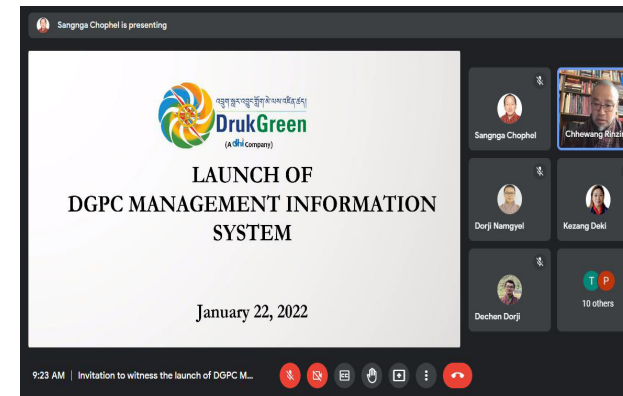 Sangnga Chophel is presenting
DrukGreen
(A dhi Company)
LAUNCH OF
DGPC MANAGEMENT INFORMATION
SYSTEM
January 22, 2022
Sangnga Chophel
Chhewang Rinzi
Dorji Namgyel
Kezang Deki
Dechen Dorji
T P
10 others
9:23 AM | Invitation to witness the launch of DGPC M...